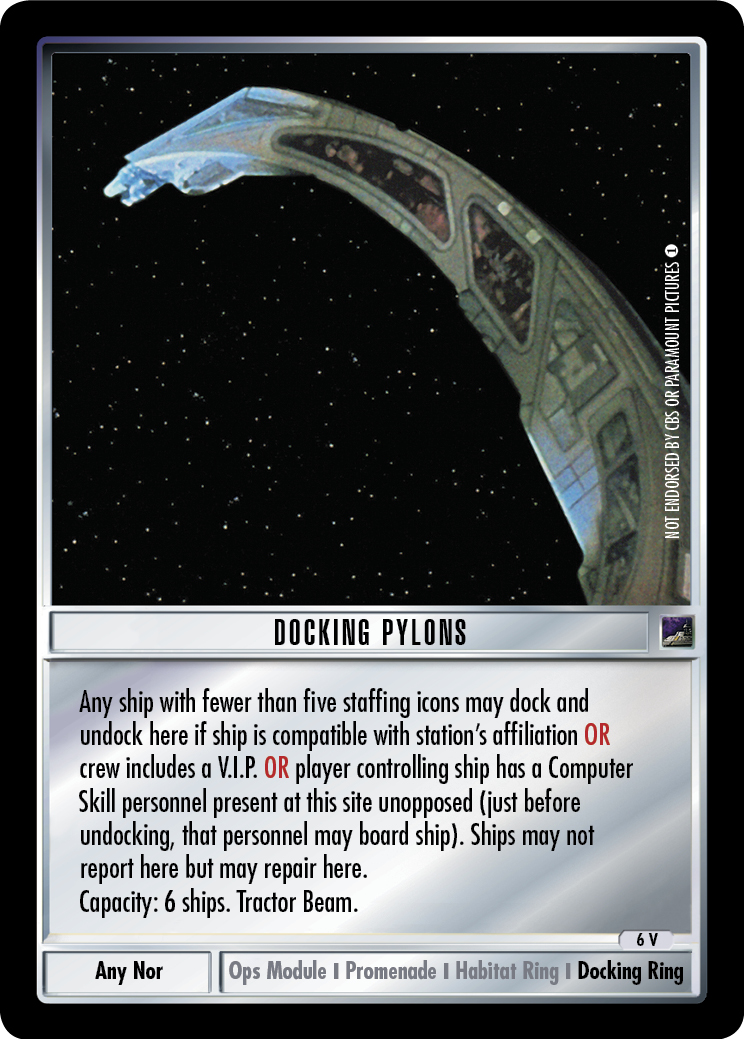 NOT ENDORSED BY CBS OR PARAMOUNT PICTURES 1
DOCKING PYLONS
Any ship with fewer than five staffing icons may dock and
undock here if ship is compatible with station's affiliation OR
crew includes a V.I.P. OR player controlling ship has a Computer
Skill personnel present at this site unopposed (just before
undocking, that personnel may board ship). Ships may not
report here but may repair here.
Capacity: 6 ships. Tractor Beam.
6 V
Any Nor
Ops Module | Promenade | Habitat Ring | Docking Ring